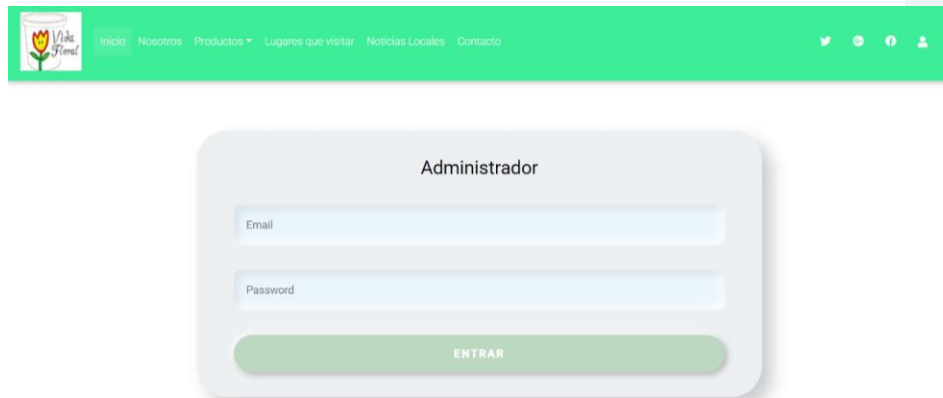 Vida
Floral
Inicio Nosotros Productos Lugares que visitar Noticias Locales Contacto
Administrador
Email
Password
ENTRAR